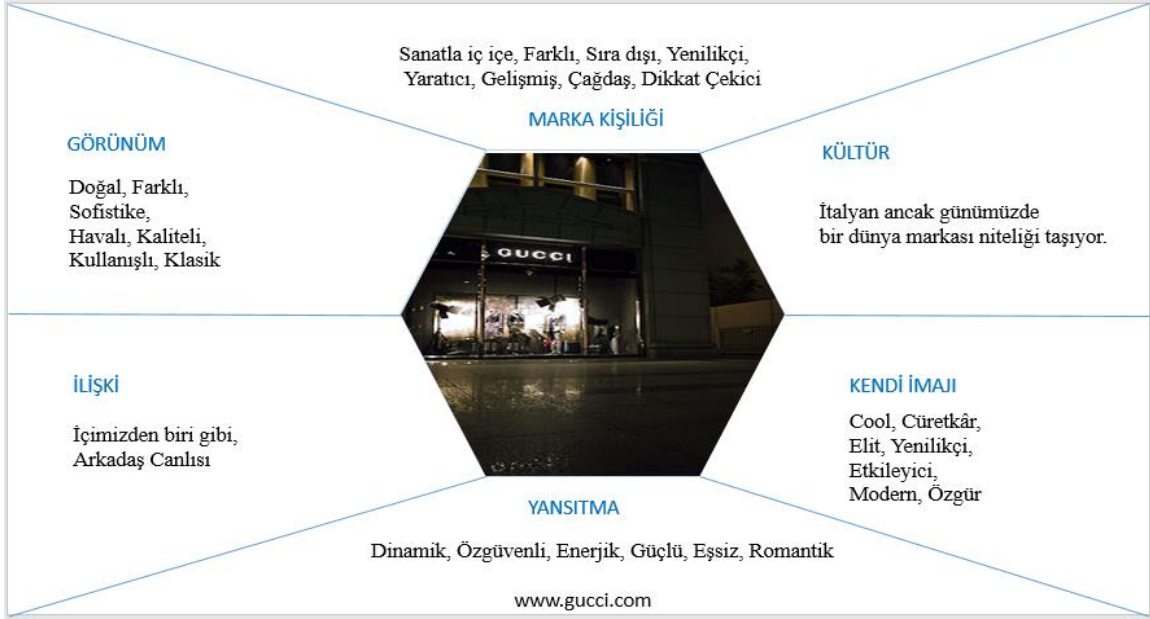 Sanatla iç içe, Farklı, Sıra dışı, Yenilikçi,
Yaratıcı, Gelişmiş, Çağdaş, Dikkat Çekici
MARKA KİŞİLİĞİ
GÖRÜNÜM
Doğal, Farklı,
Sofistike,
Havalı, Kaliteli,
Kullanışlı, Klasik
KÜLTÜR
İtalyan ancak günümüzde
bir dünya markası niteliği taşıyor.
GUCCI
İLİŞKİ
İçimizden biri gibi,
Arkadaş Canlısı
KENDİ İMAJI
Cool, Cüretkâr,
Elit, Yenilikçi,
Etkileyici,
Modern, Özgür
YANSITMA
Dinamik, Özgüvenli, Enerjik, Güçlü, Eşsiz, Romantik
www.gucci.com